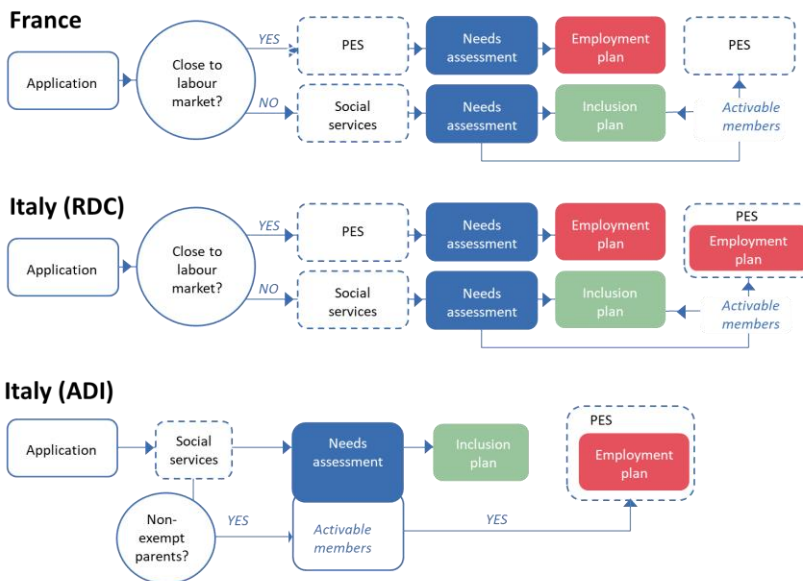 France
Application
Close to
labour
market?
YES
NO
PES
Needs
assessment
Employment
plan
PES
Social
services
Needs
assessment
Inclusion
plan
Activable
members
Italy (RDC)
Application
Close to
labour
market?
YES
NO
PES
Needs
assessment
Employment
plan
PES
Employment
plan
Social
services
Needs
assessment
Inclusion
plan
Activable
members
Italy (ADI)
Application
Social
services
Needs
assessment
Inclusion
plan
PES
Employment
plan
Non-
exempt
parents?
YES
Activable
members
YES